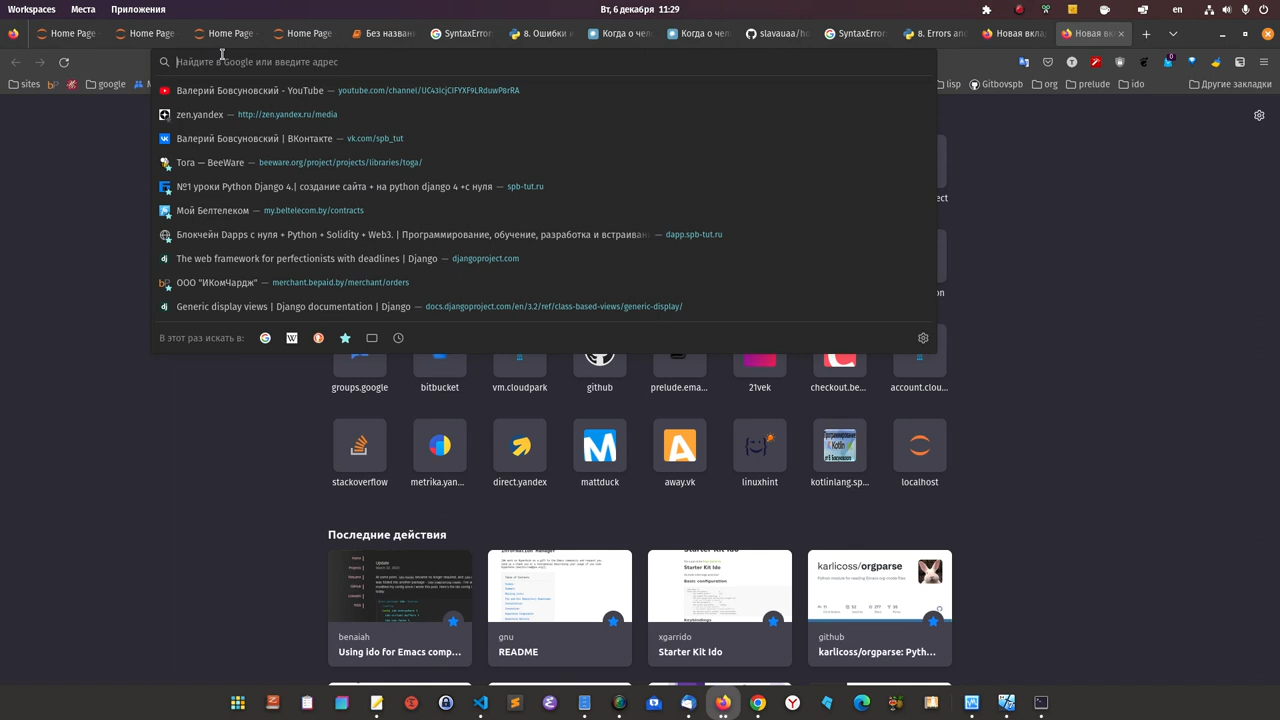 Workspaces Места Приложения Вт, 6 декабря 11:29 en
Home Page Home Page Home Page Home Page Без названи SyntaxError 8. Ошибки и Когда о Когда о slavauaa/ho SyntaxError 8. Errors and Новая вкла Новая вк
Найдите в Google или введите адрес
sites google lisp Gitbovspb org prelude ido Другие закладки
Валерий Бовсуновский - YouTube — youtube.com/channel/UC43IcjCIFYXF9LRduwP8rRA
zen.yandex — http://zen.yandex.ru/media
Валерий Бовсуновский | ВКонтакте — vk.com/spb_tut
Тога — BeeWare — beeware.org/project/projects/libraries/toga/
№1 уроки Python Django 4.| создание сайта + на python django 4 +с нуля — spb-tut.ru
Мой Белтелеком — my.beltelecom.by/contracts
Блокчейн Dapps с нуля + Python + Solidity + Web3. | Программирование, обучение, разработка и встраиван — dapp.spb-tut.ru
The web framework for perfectionists with deadlines | Django — djangoproject.com
ООО "ИКомЧардж" — merchant.bepaid.by/merchant/orders
Generic display views | Django documentation | Django — docs.djangoproject.com/en/3.2/ref/class-based-views/generic-display/
В этот раз искать в:
groups.google bitbucket vm.cloudpark github prelude.ema... 21vek checkout.be... account.clou...
stackoverflow metrika.yan... direct.yandex mattduck away.vk linuxhint kotlinlang.sp... localhost
Последние действия
Starter Kit Ido
Basic configuration
karlicoss/orgparse
benaiah gnu xgarrido github
Using ido for Emacs comp... README Starter Kit Ido karlicoss/orgparse: Pyth...